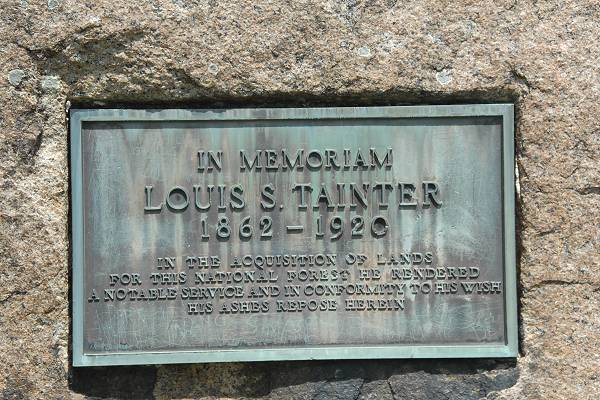 IN MEMORIAM
LOUIS S. TAINTER
1862 – 1920
IN THE ACQUISITION OF LANDS
FOR THIS NATIONAL FOREST HE RENDERED
A NOTABLE SERVICE AND IN CONFORMITY TO HIS WISH
HIS ASHES REPOSE HEREIN